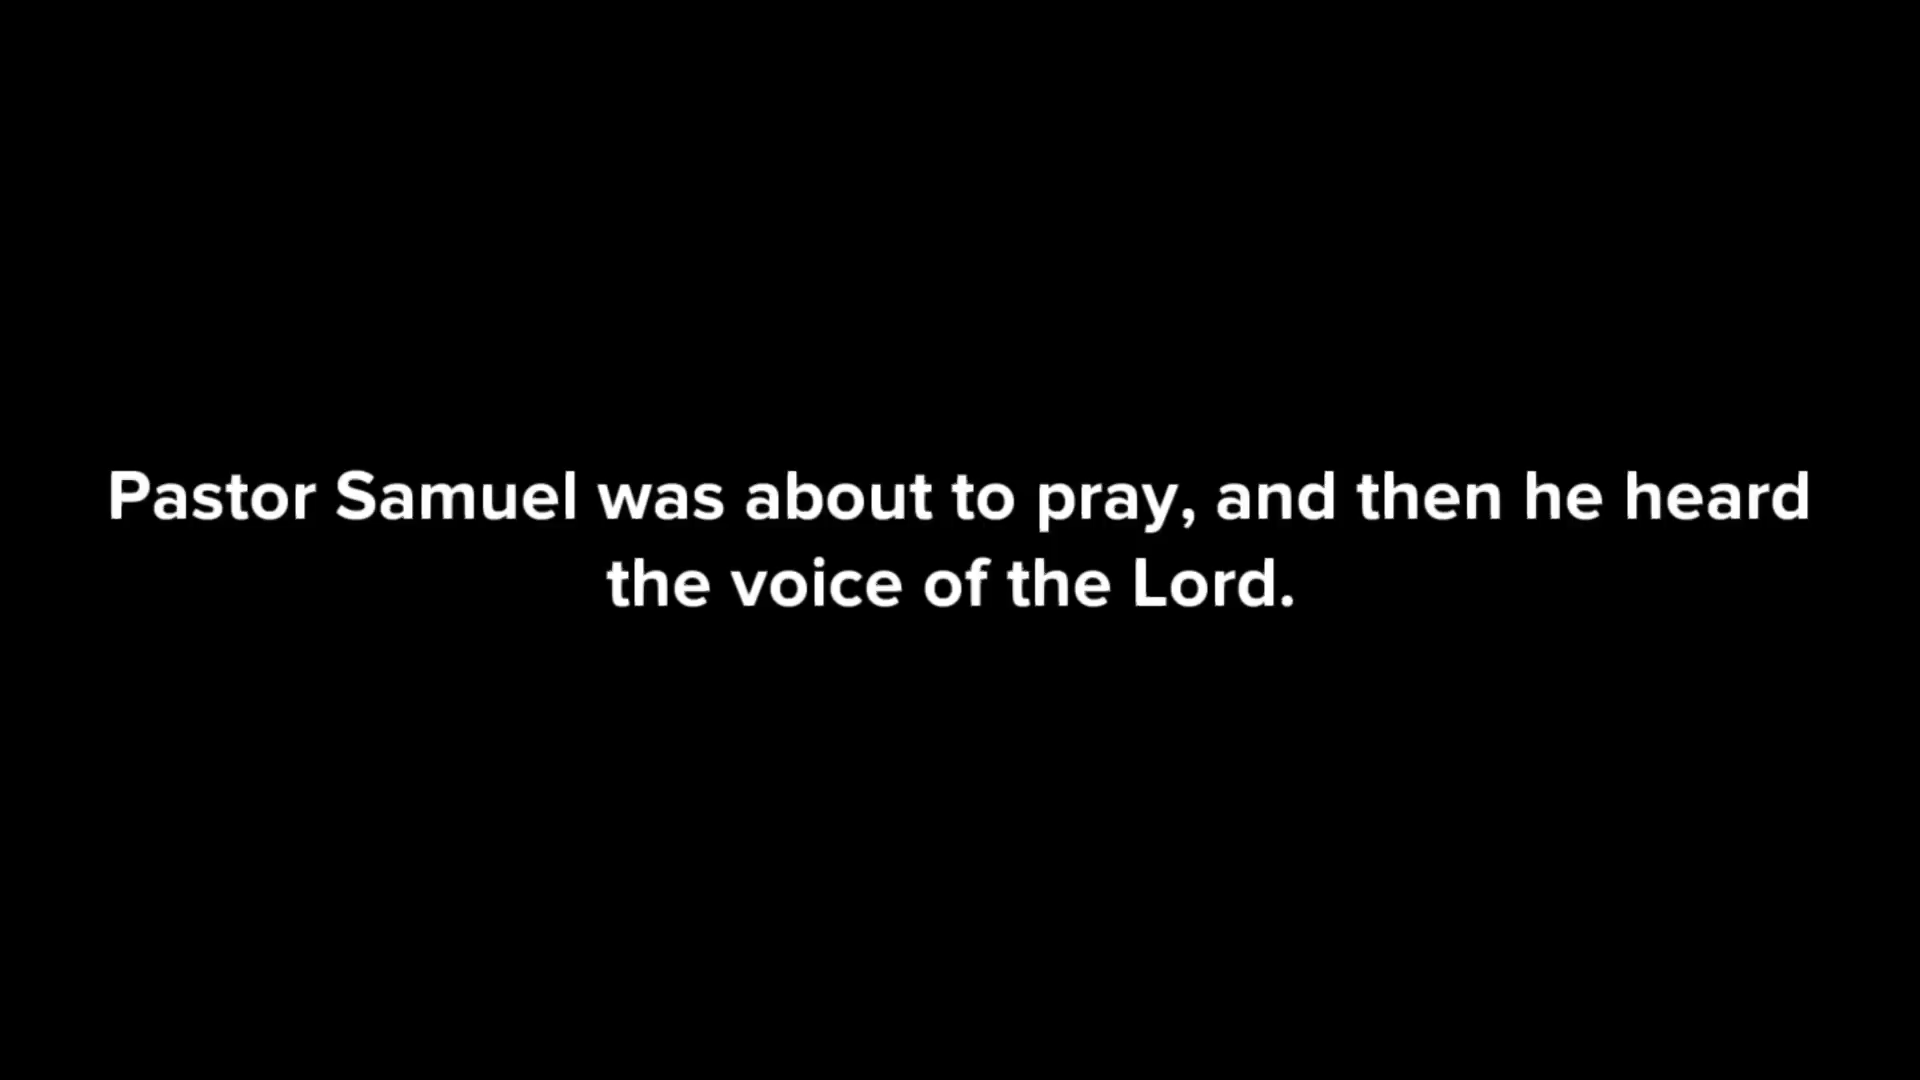 Pastor Samuel was about to pray, and then he heard
the voice of the Lord.